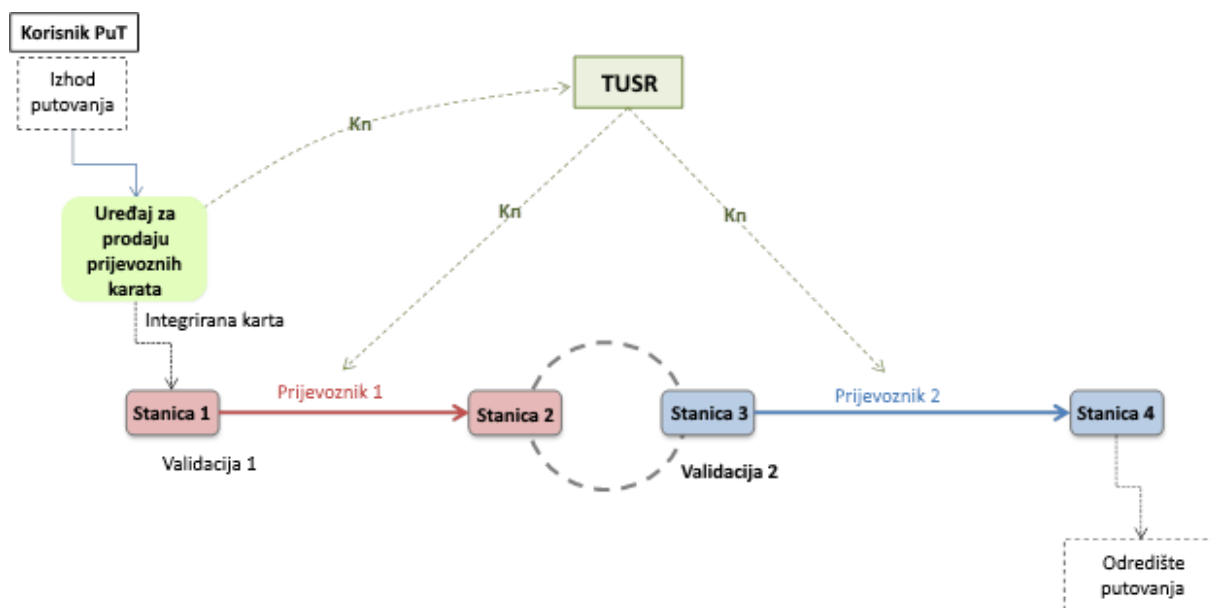 Korisnik PuT
Izhod
putovanja
TUSR
Kn
Uređaj za
prodaju
prijevoznih
karata
Kn
Kn
Integrirana karta
Stanica 1
Prijevoznik 1
Stanica 2
Stanica 3
Prijevoznik 2
Stanica 4
Validacija 1
Validacija 2
Odredište
putovanja